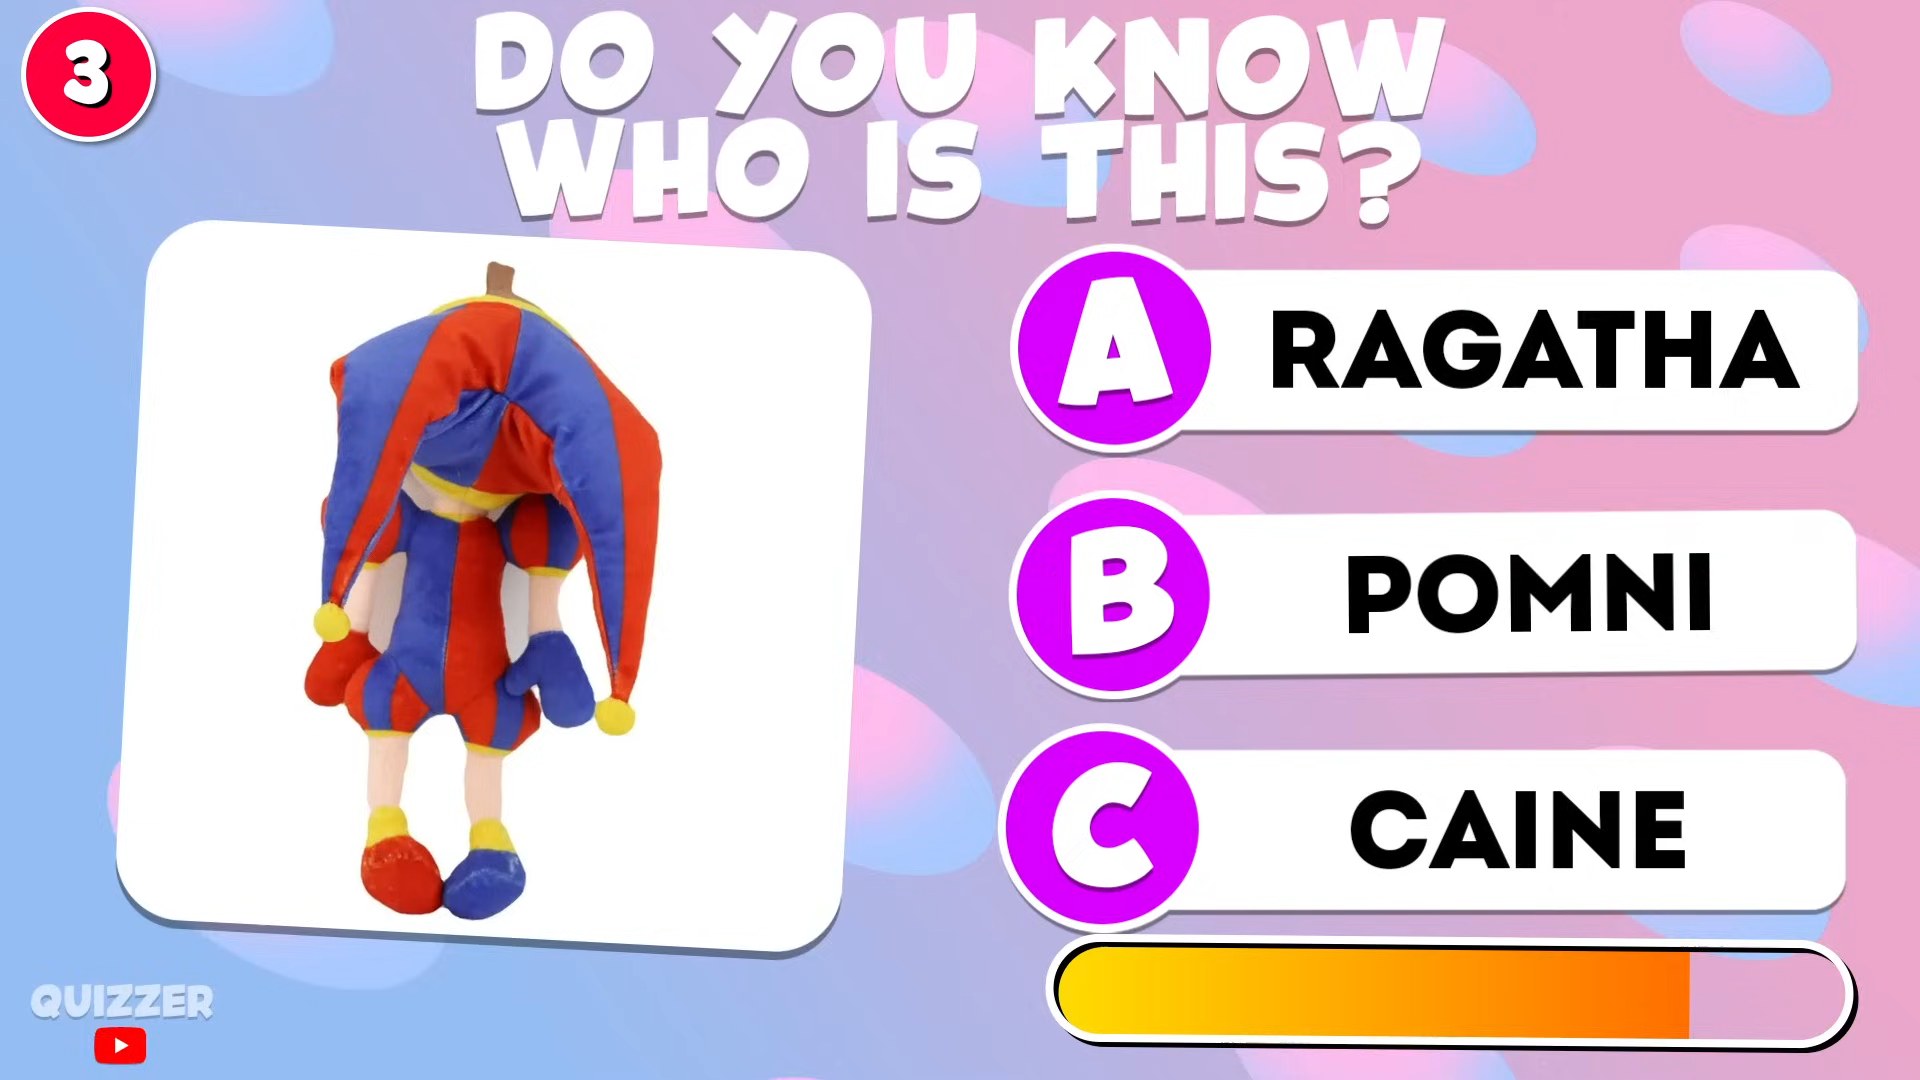 3
DO YOU KNOW
WHO IS THIS?
A RAGATHA
B POMNI
C CAINE
QUIZZER